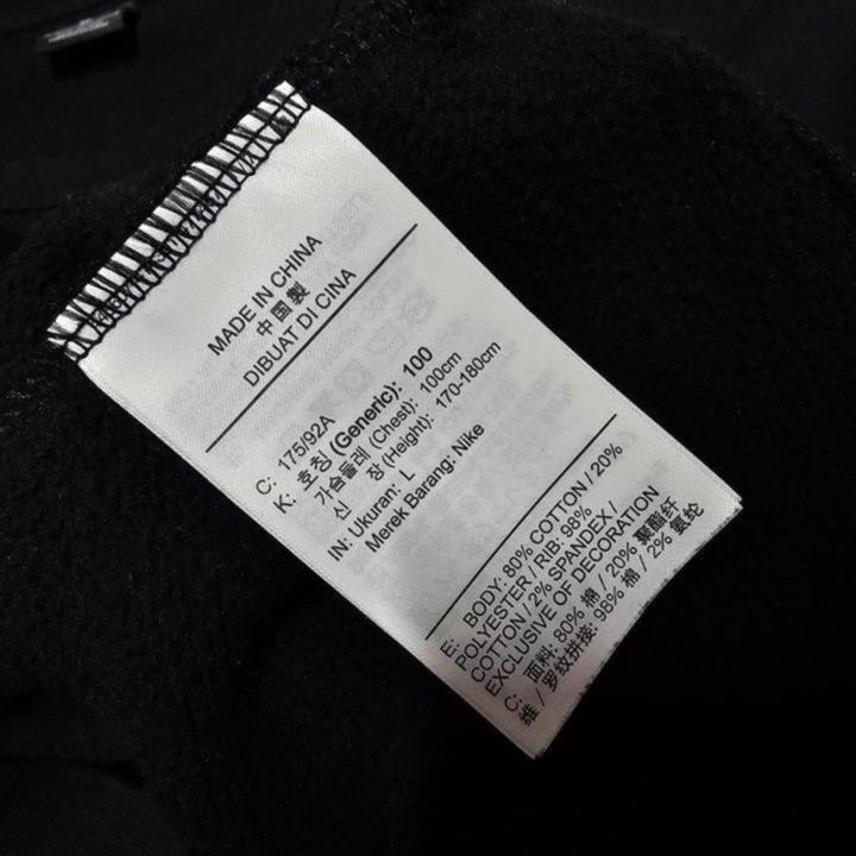 MADE IN CHINA
中国製
DIBUAT DI CINA
C: 175/92A
K: 호칭 (Generic): 100
가슴둘레 (Chest): 100cm
신 장 (Height): 170-180cm
IN: Ukuran: L
Merek Barang: Nike
E: BODY: 80% COTTON / 20%
POLYESTER / RIB: 98%
COTTON / 2% SPANDEX /
EXCLUSIVE OF DECORATION
C: 面料: 80% 棉 / 20% 聚酯纤
维 / 罗纹拼接: 98% 棉 / 2% 氨纶